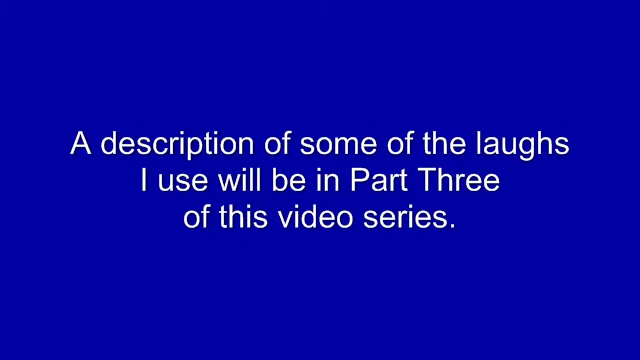 A description of some of the laughs
I use will be in Part Three
of this video series.